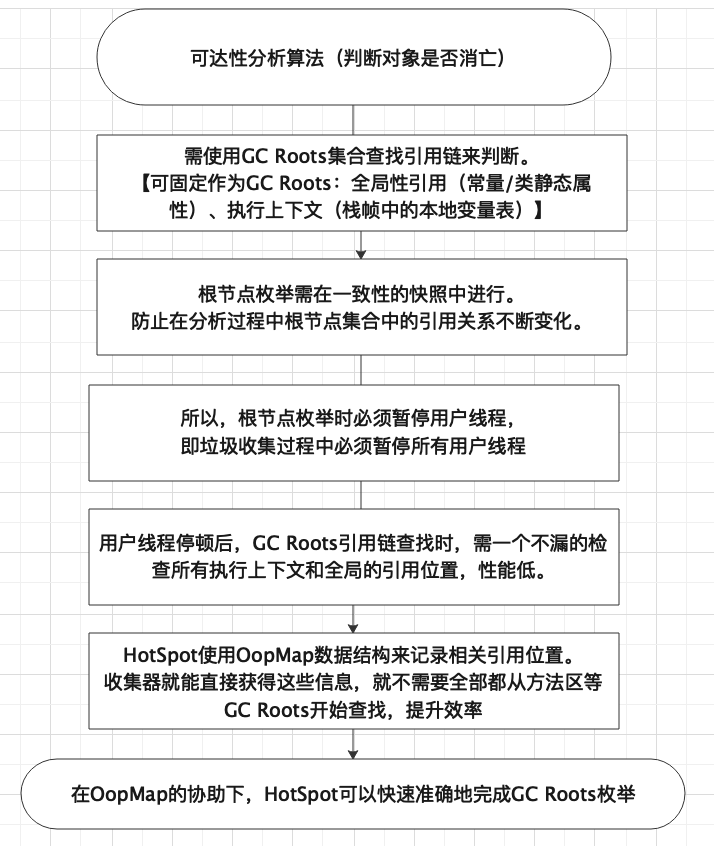 可达性分析算法（判断对象是否消亡）
需使用GC Roots集合查找引用链来判断。
【可固定作为GC Roots：全局性引用（常量/类静态属
性）、执行上下文（栈帧中的本地变量表）】
根节点枚举需在一致性的快照中进行。
防止在分析过程中根节点集合中的引用关系不断变化。
所以，根节点枚举时必须暂停用户线程，
即垃圾收集过程中必须暂停所有用户线程
用户线程停顿后，GC Roots引用链查找时，需一个不漏的检
查所有执行上下文和全局的引用位置，性能低。
HotSpot使用OopMap数据结构来记录相关引用位置。
收集器就能直接获得这些信息，就不需要全部都从方法区等
GC Roots开始查找，提升效率
在OopMap的协助下，HotSpot可以快速准确地完成GC Roots枚举